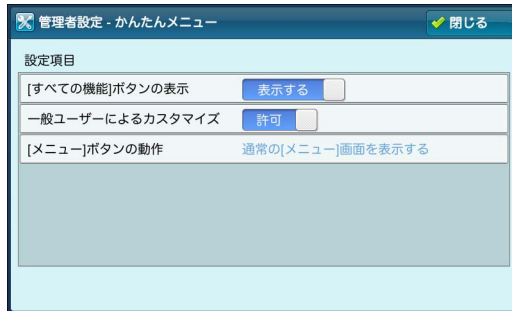 管理者設定 - かんたんメニュー
閉じる
設定項目
[すべての機能]ボタンの表示 表示する
一般ユーザーによるカスタマイズ 許可
[メニュー]ボタンの動作 通常の[メニュー]画面を表示する